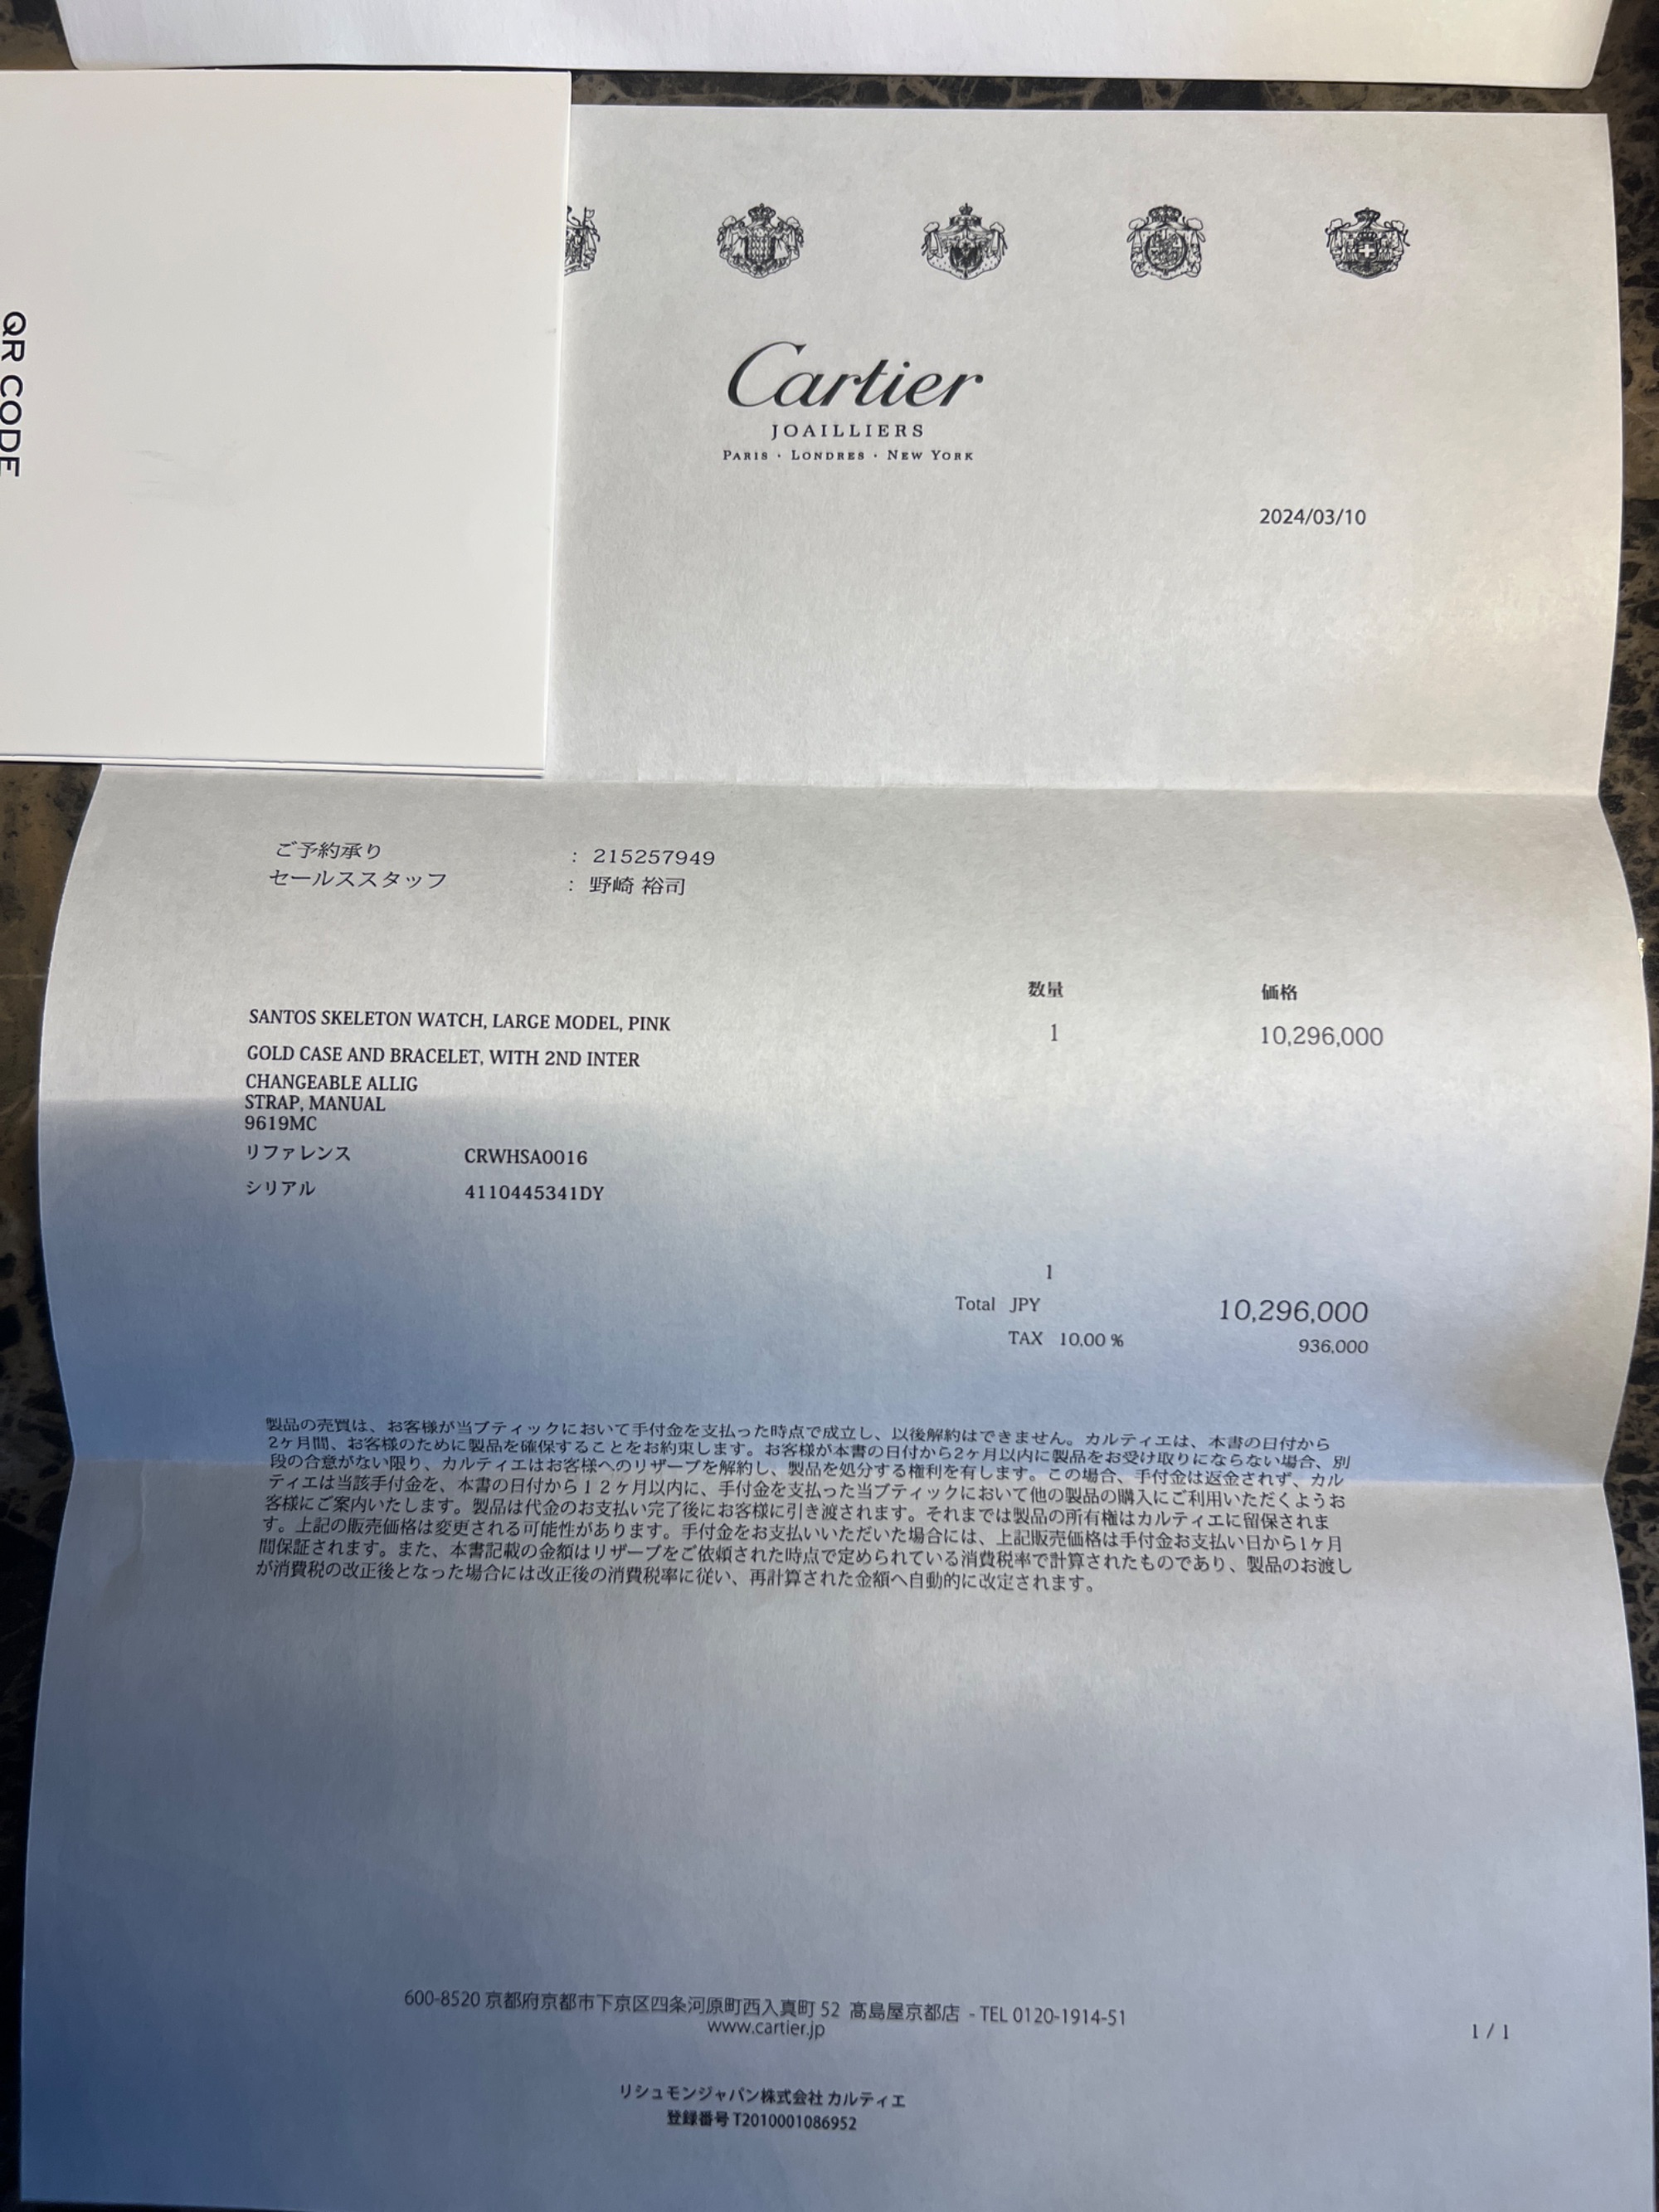 QR CODE
Cartier
JOAILLIERS
PARIS · LONDRES · NEW YORK
2024/03/10
ご予約承り : 215257949
セールススタッフ : 野崎 裕司
数量 価格
SANTOS SKELETON WATCH, LARGE MODEL, PINK 1 10,296,000
GOLD CASE AND BRACELET, WITH 2ND INTER
CHANGEABLE ALLIG
STRAP, MANUAL
9619MC
リファレンス CRWHSA0016
シリアル 4110445341DY
1
Total JPY 10,296,000
TAX 10.00 % 936,000
製品の売買は、お客様が当ブティックにおいて手付金を支払った時点で成立し、以後解約はできません。カルティエは、本書の日付から
2ヶ月間、お客様のために製品を確保することをお約束します。お客様が本書の日付から2ヶ月以内に製品をお受け取りにならない場合、別
段の合意がない限り、カルティエはお客様へのリザーブを解約し、製品を処分する権利を有します。この場合、手付金は返金されず、カル
ティエは当該手付金を、本書の日付から１２ヶ月以内に、手付金を支払った当ブティックにおいて他の製品の購入にご利用いただくようお
客様にご案内いたします。製品は代金のお支払い完了後にお客様に引き渡されます。それまでは製品の所有権はカルティエに留保されま
す。上記の販売価格は変更される可能性があります。手付金をお支払いいただいた場合には、上記販売価格は手付金お支払い日から1ヶ月
間保証されます。また、本書記載の金額はリザーブをご依頼された時点で定められている消費税率で計算されたものであり、製品のお渡し
が消費税の改正後となった場合には改正後の消費税率に従い、再計算された金額へ自動的に改定されます。
600-8520 京都府京都市下京区四条河原町西入真町 52 髙島屋京都店 - TEL 0120-1914-51
www.cartier.jp
1 / 1
リシュモンジャパン株式会社 カルティエ
登録番号 T2010001086952